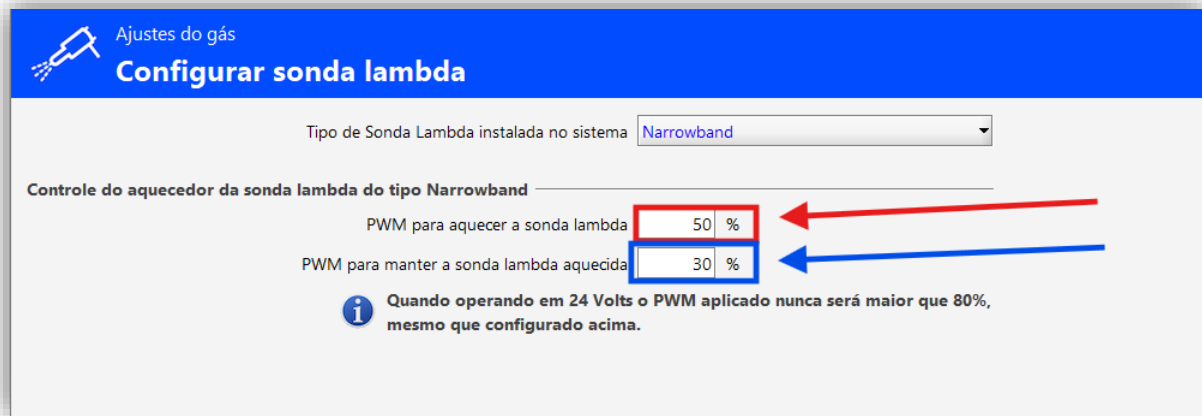 Ajustes do gás
Configurar sonda lambda
Tipo de Sonda Lambda instalada no sistema Narrowband
Controle do aquecedor da sonda lambda do tipo Narrowband
PWM para aquecer a sonda lambda 50 %
PWM para manter a sonda lambda aquecida 30 %
Quando operando em 24 Volts o PWM aplicado nunca será maior que 80%,
mesmo que configurado acima.